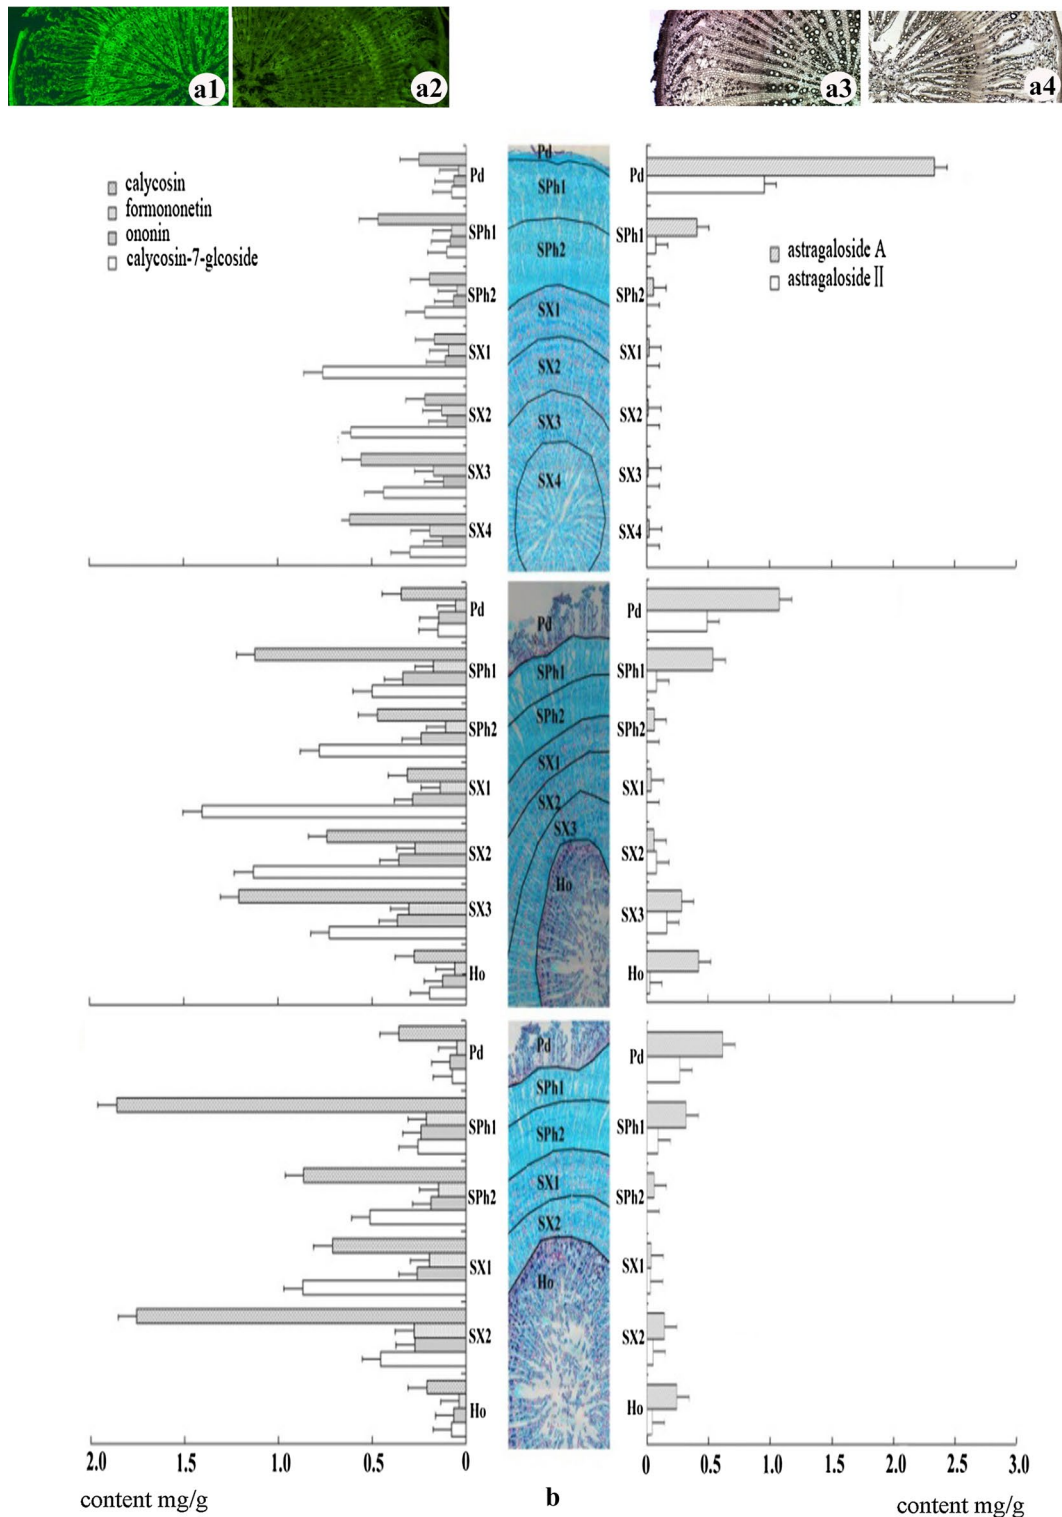 a1 a2 a3 a4
calycosin
formononetin
ononin
calycosin-7-glcoside
Pd
SPh1
SPh2
SX1
SX2
SX3
SX4
Pd
SPh1
SPh2
SX1
SX2
SX3
SX4
Pd
SPh1
SPh2
SX1
SX2
SX3
SX4
astragaloside A
astragaloside II
Pd
SPh1
SPh2
SX1
SX2
SX3
Ho
Pd
SPh1
SPh2
SX1
SX2
SX3
Ho
Pd
SPh1
SPh2
SX1
SX2
SX3
Ho
Pd
SPh1
SPh2
SX1
SX2
Ho
Pd
SPh1
SPh2
SX1
SX2
Ho
Pd
SPh1
SPh2
SX1
SX2
Ho
2.0 1.5 1.0 0.5 0
0 0.5 1.0 1.5 2.0 2.5 3.0
content mg/g
b
content mg/g